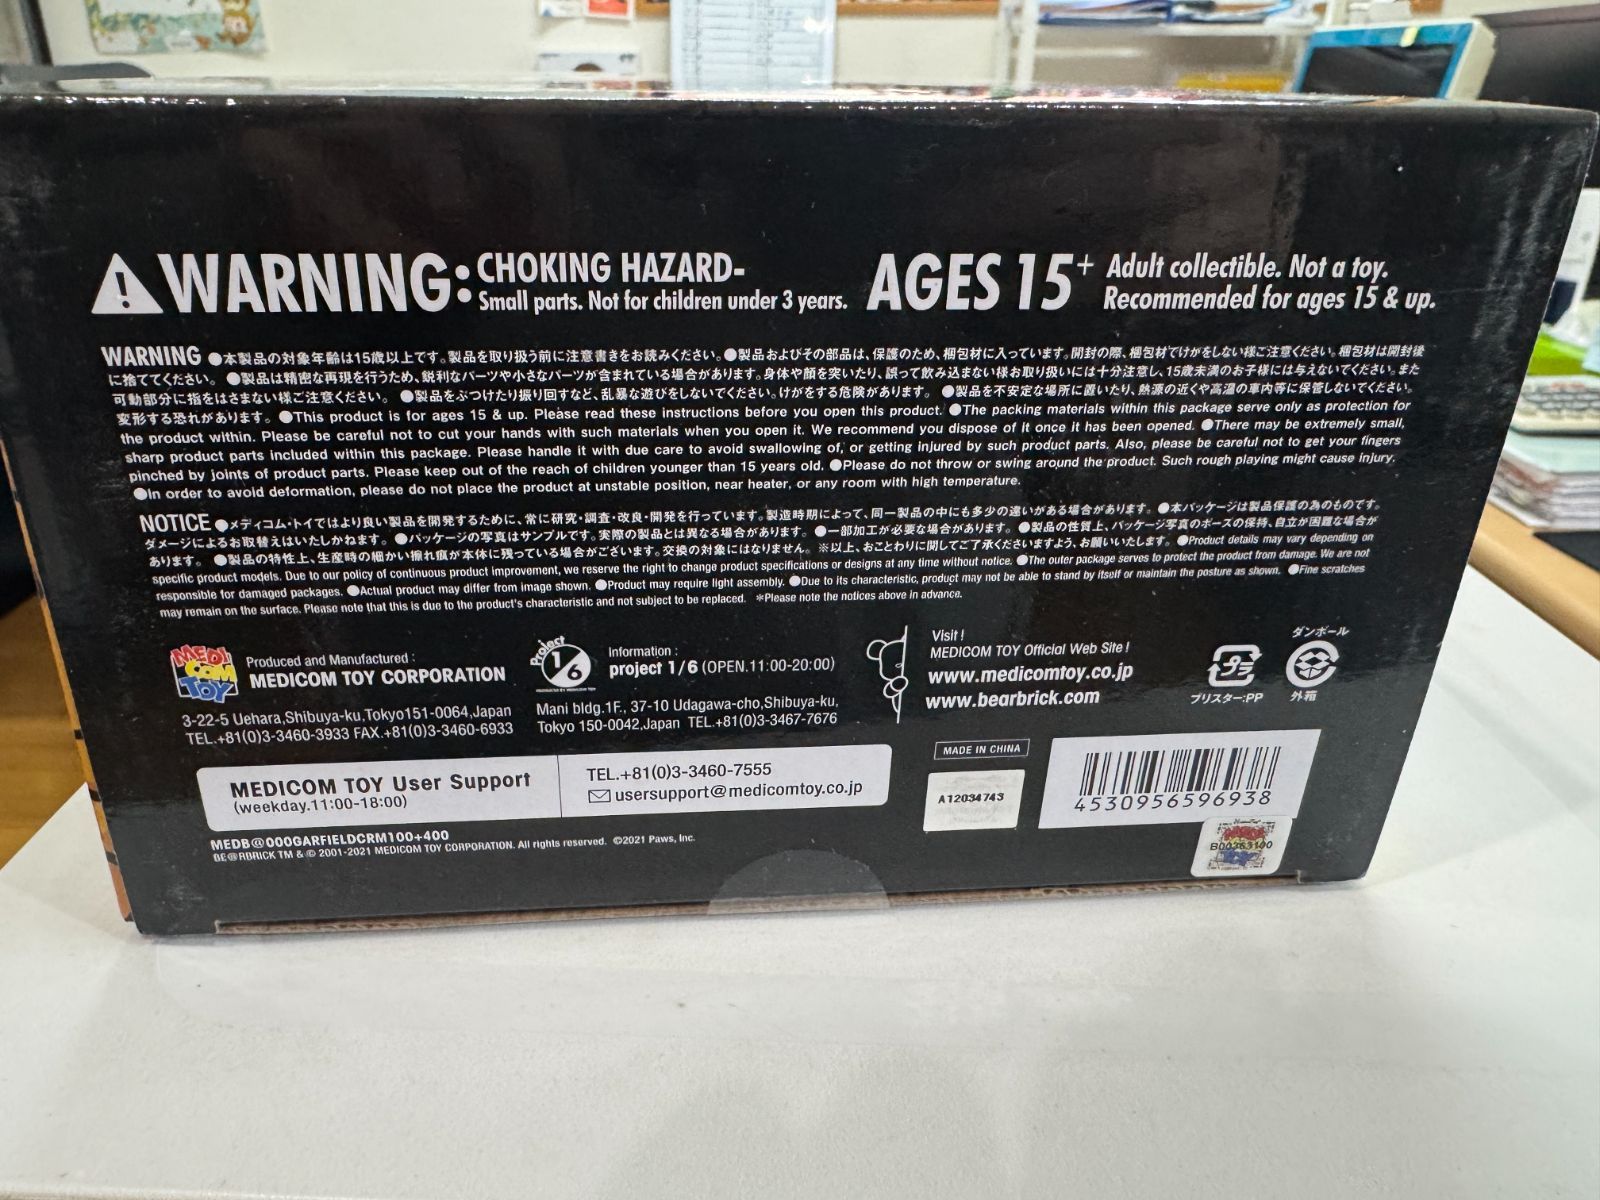 WARNING: CHOKING HAZARD-
Small parts. Not for children under 3 years.
AGES 15+ Adult collectible. Not a toy.
Recommended for ages 15 & up.
WARNING ●本製品の対象年齢は15歳以上です。製品を取り扱う前に注意書きをお読みください。●製品およびその部品は、保護のため、梱包材に入っています。開封の際、梱包材でけがをしない様ご注意ください。梱包材は開封後
に捨ててください。 ●製品は精密な再現を行うため、鋭利なパーツや小さなパーツが含まれている場合があります。身体や顔を突いたり、誤って飲み込まない様お取り扱いには十分注意し、15歳未満のお子様には与えないでください。また
可動部分に指をはさまない様ご注意ください。 ●製品をぶつけたり振り回すなど、乱暴な遊びをしないでください。けがをする危険があります。 ●製品を不安定な場所に置いたり、熱源の近くや高温の車内等に保管しないでください。
変形する恐れがあります。 ●This product is for ages 15 & up. Please read these instructions before you open this product. ●The packing materials within this package serve only as protection for
the product within. Please be careful not to cut your hands with such materials when you open it. We recommend you dispose of it once it has been opened. ●There may be extremely small,
sharp product parts included within this package. Please handle it with due care to avoid swallowing of, or getting injured by such product parts. Also, please be careful not to get your fingers
pinched by joints of product parts. Please keep out of the reach of children younger than 15 years old. ●Please do not throw or swing around the product. Such rough playing might cause injury.
●In order to avoid deformation, please do not place the product at unstable position, near heater, or any room with high temperature.
NOTICE ●メディコム・トイではより良い製品を開発するために、常に研究・調査・改良・開発を行っています。製造時期によって、同一製品の中にも多少の違いがある場合があります。 ●本パッケージは製品保護の為のものです。
ダメージによるお取替えはいたしかねます。 ●パッケージの写真はサンプルです。実際の製品とは異なる場合があります。 ●一部加工が必要な場合があります。 ●製品の性質上、パッケージ写真のポーズの保持、自立が困難な場合が
あります。 ●製品の特性上、生産時の細かい擦れ痕が本体に残っている場合がございます。交換の対象にはなりません。※以上、おことわりに関してご了承くださいますよう、お願いいたします。 ●Product details may vary depending on
specific product models. Due to our policy of continuous product improvement, we reserve the right to change product specifications or designs at any time without notice. ●The outer package serves to protect the product from damage. We are not
responsible for damaged packages. ●Actual product may differ from image shown. ●Product may require light assembly. ●Due to its characteristic, product may not be able to stand by itself or maintain the posture as shown. ●Fine scratches
may remain on the surface. Please note that this is due to the product's characteristic and not subject to be replaced. *Please note the notices above in advance.
MEDI
COM
TOY
Produced and Manufactured :
MEDICOM TOY CORPORATION
3-22-5 Uehara,Shibuya-ku,Tokyo151-0064,Japan
TEL.+81(0)3-3460-3933 FAX.+81(0)3-3460-6933
Project
1/6
Information :
project 1/6 (OPEN.11:00-20:00)
Mani bldg.1F., 37-10 Udagawa-cho,Shibuya-ku,
Tokyo 150-0042,Japan TEL.+81(0)3-3467-7676
Visit !
MEDICOM TOY Official Web Site !
www.medicomtoy.co.jp
www.bearbrick.com
プラ
ブリスター:PP
ダンボール
外箱
MEDICOM TOY User Support
(weekday.11:00-18:00)
TEL.+81(0)3-3460-7555
usersupport@medicomtoy.co.jp
MADE IN CHINA
A12034743
4530956596938
B00263100
MEDB@000GARFIELDCRM100+400
BE@RBRICK TM & © 2001-2021 MEDICOM TOY CORPORATION. All rights reserved. ©2021 Paws, Inc.